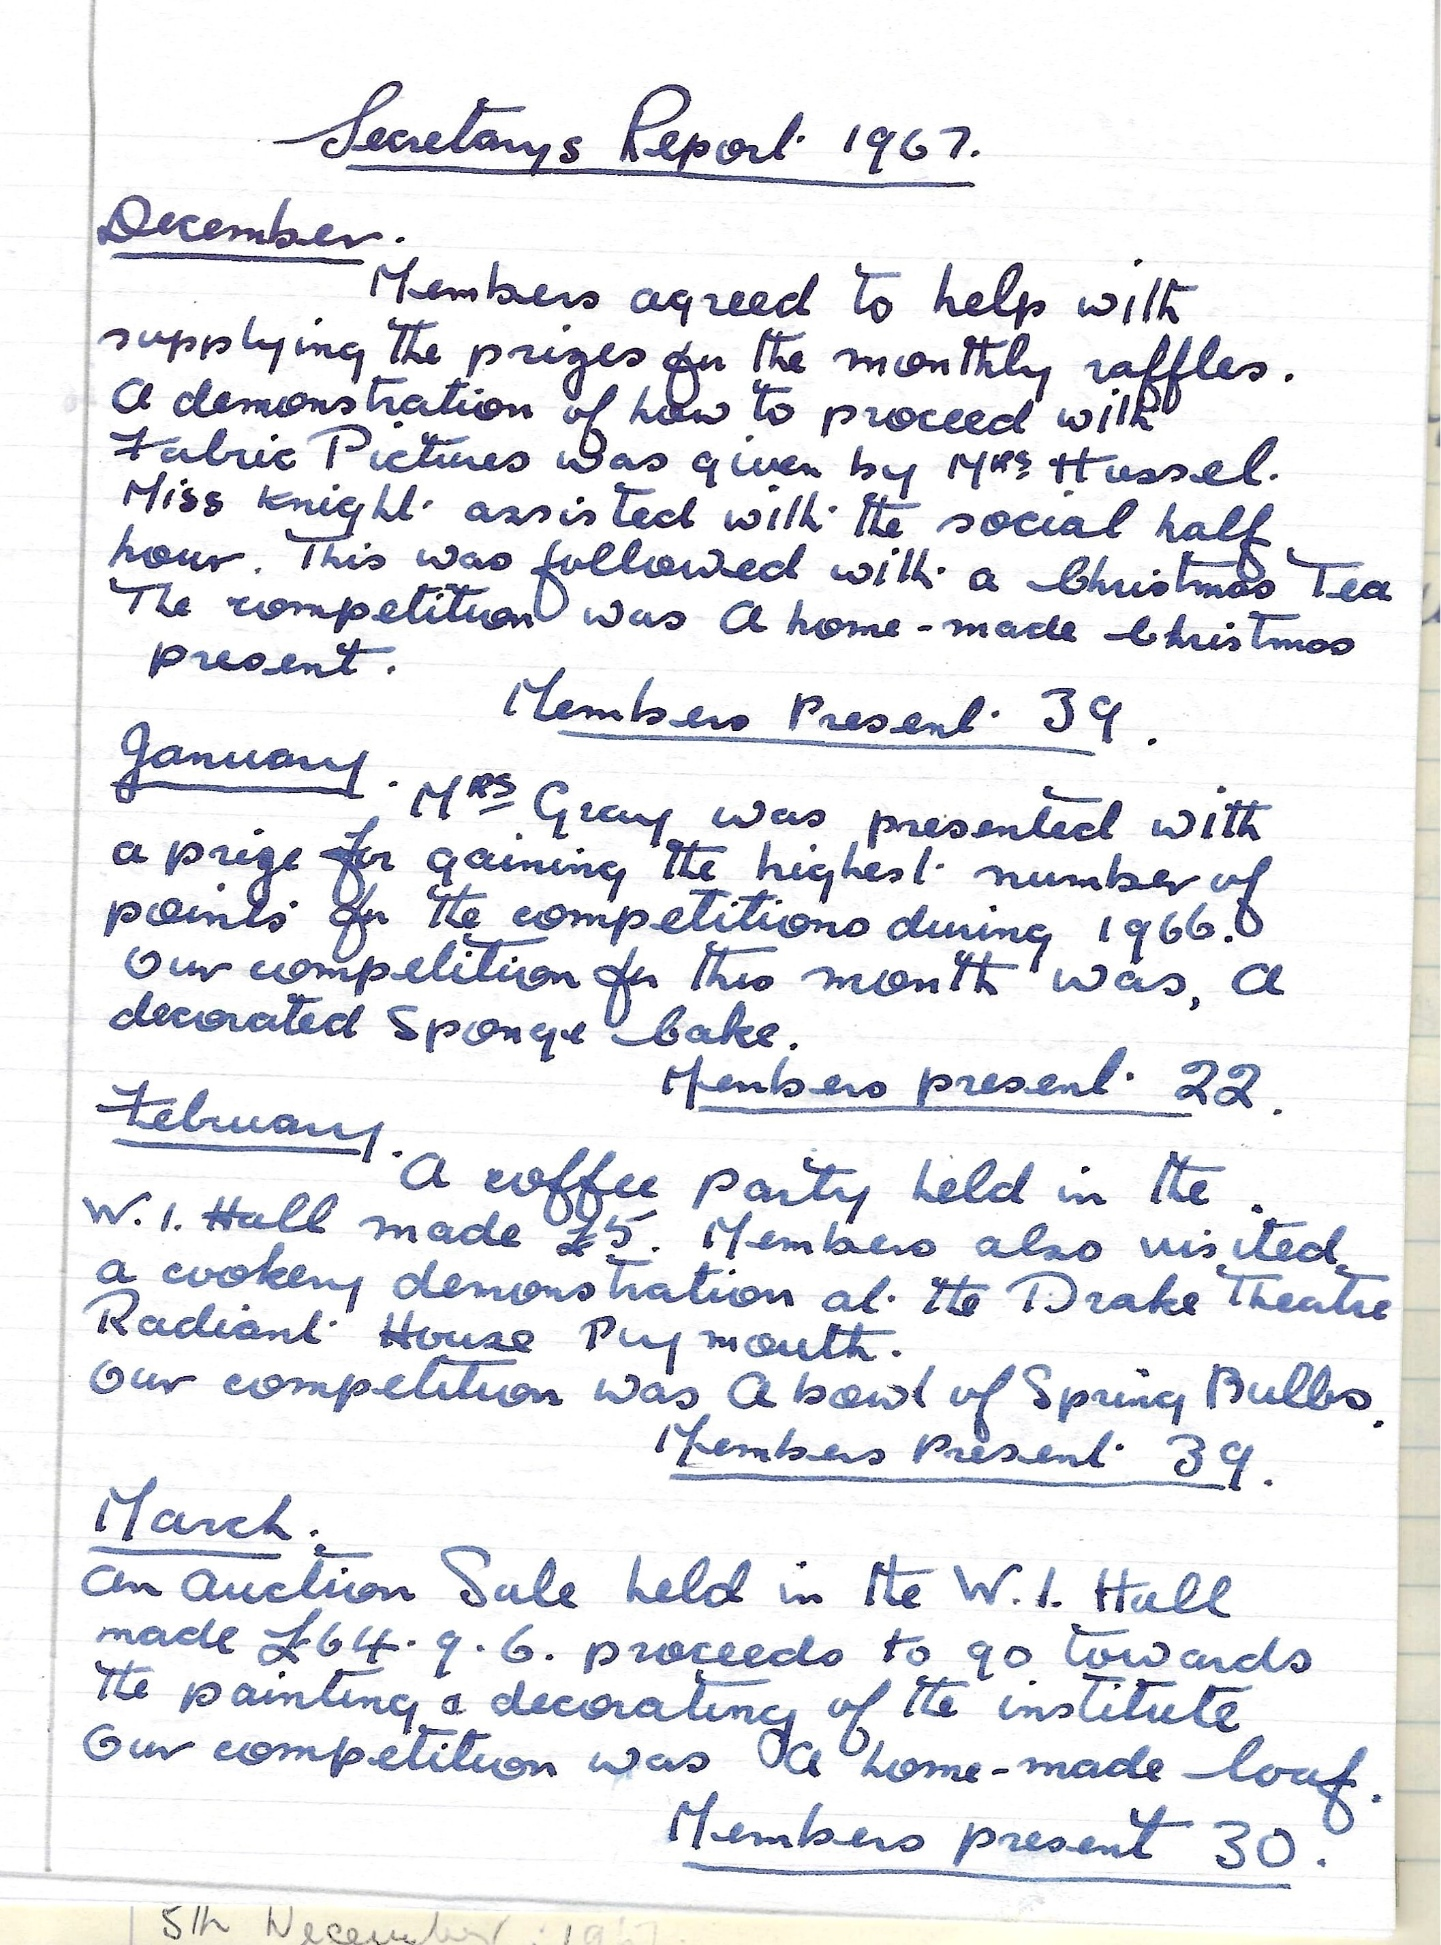 Secretarys Report 1967.
December.
Members agreed to help with
supplying the prizes for the monthly raffles.
A demonstration of how to proceed with
Fabric Pictures was given by Mrs Hussel.
Miss Knight assisted with the social half
hour. This was followed with a Christmas Tea
The competition was A home-made Christmas
present.
Members Present 39.
January.
Mrs Gray was presented with
a prize for gaining the highest number of
points for the competitions during 1966.
Our competition for this month was, A
decorated Sponge Cake.
Members present 22.
February.
A coffee party held in the
W.I. Hall made £5. Members also visited
a cookery demonstration at the Drake Theatre
Radiant House Plymouth.
Our competition was A bowl of Spring Bulbs.
Members Present 39.
March.
An Auction Sale held in the W.I. Hall
made £64.9.6. proceeds to go towards
the painting & decorating of the institute
Our competition was A home-made loaf.
Members present 30.
5th December 1967.